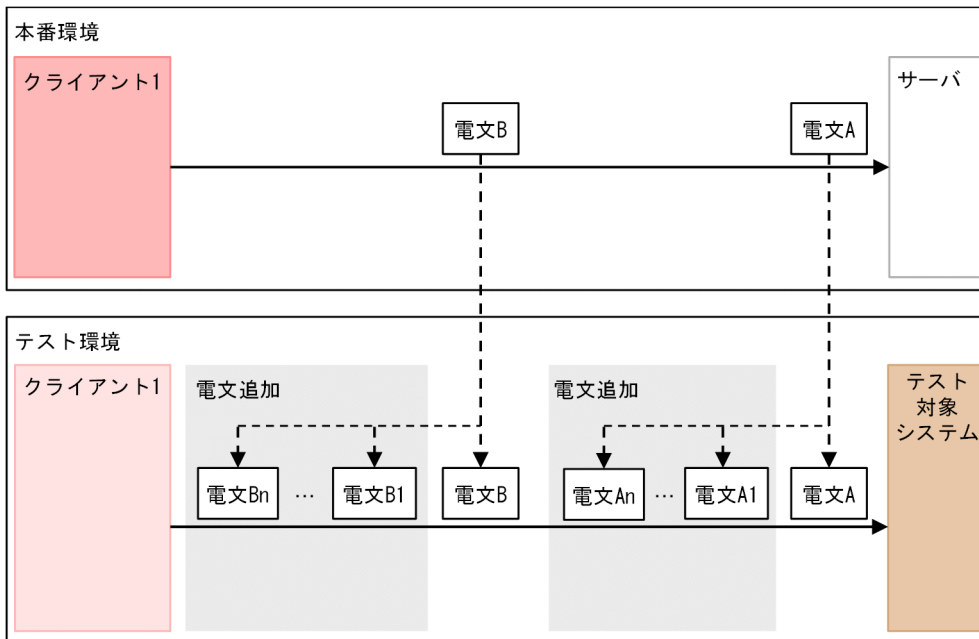 本番環境
クライアント1
サーバ
電文B
電文A
テスト環境
クライアント1
電文追加
電文追加
テスト
対象
システム
電文Bn
…
電文B1
電文B
電文An
…
電文A1
電文A